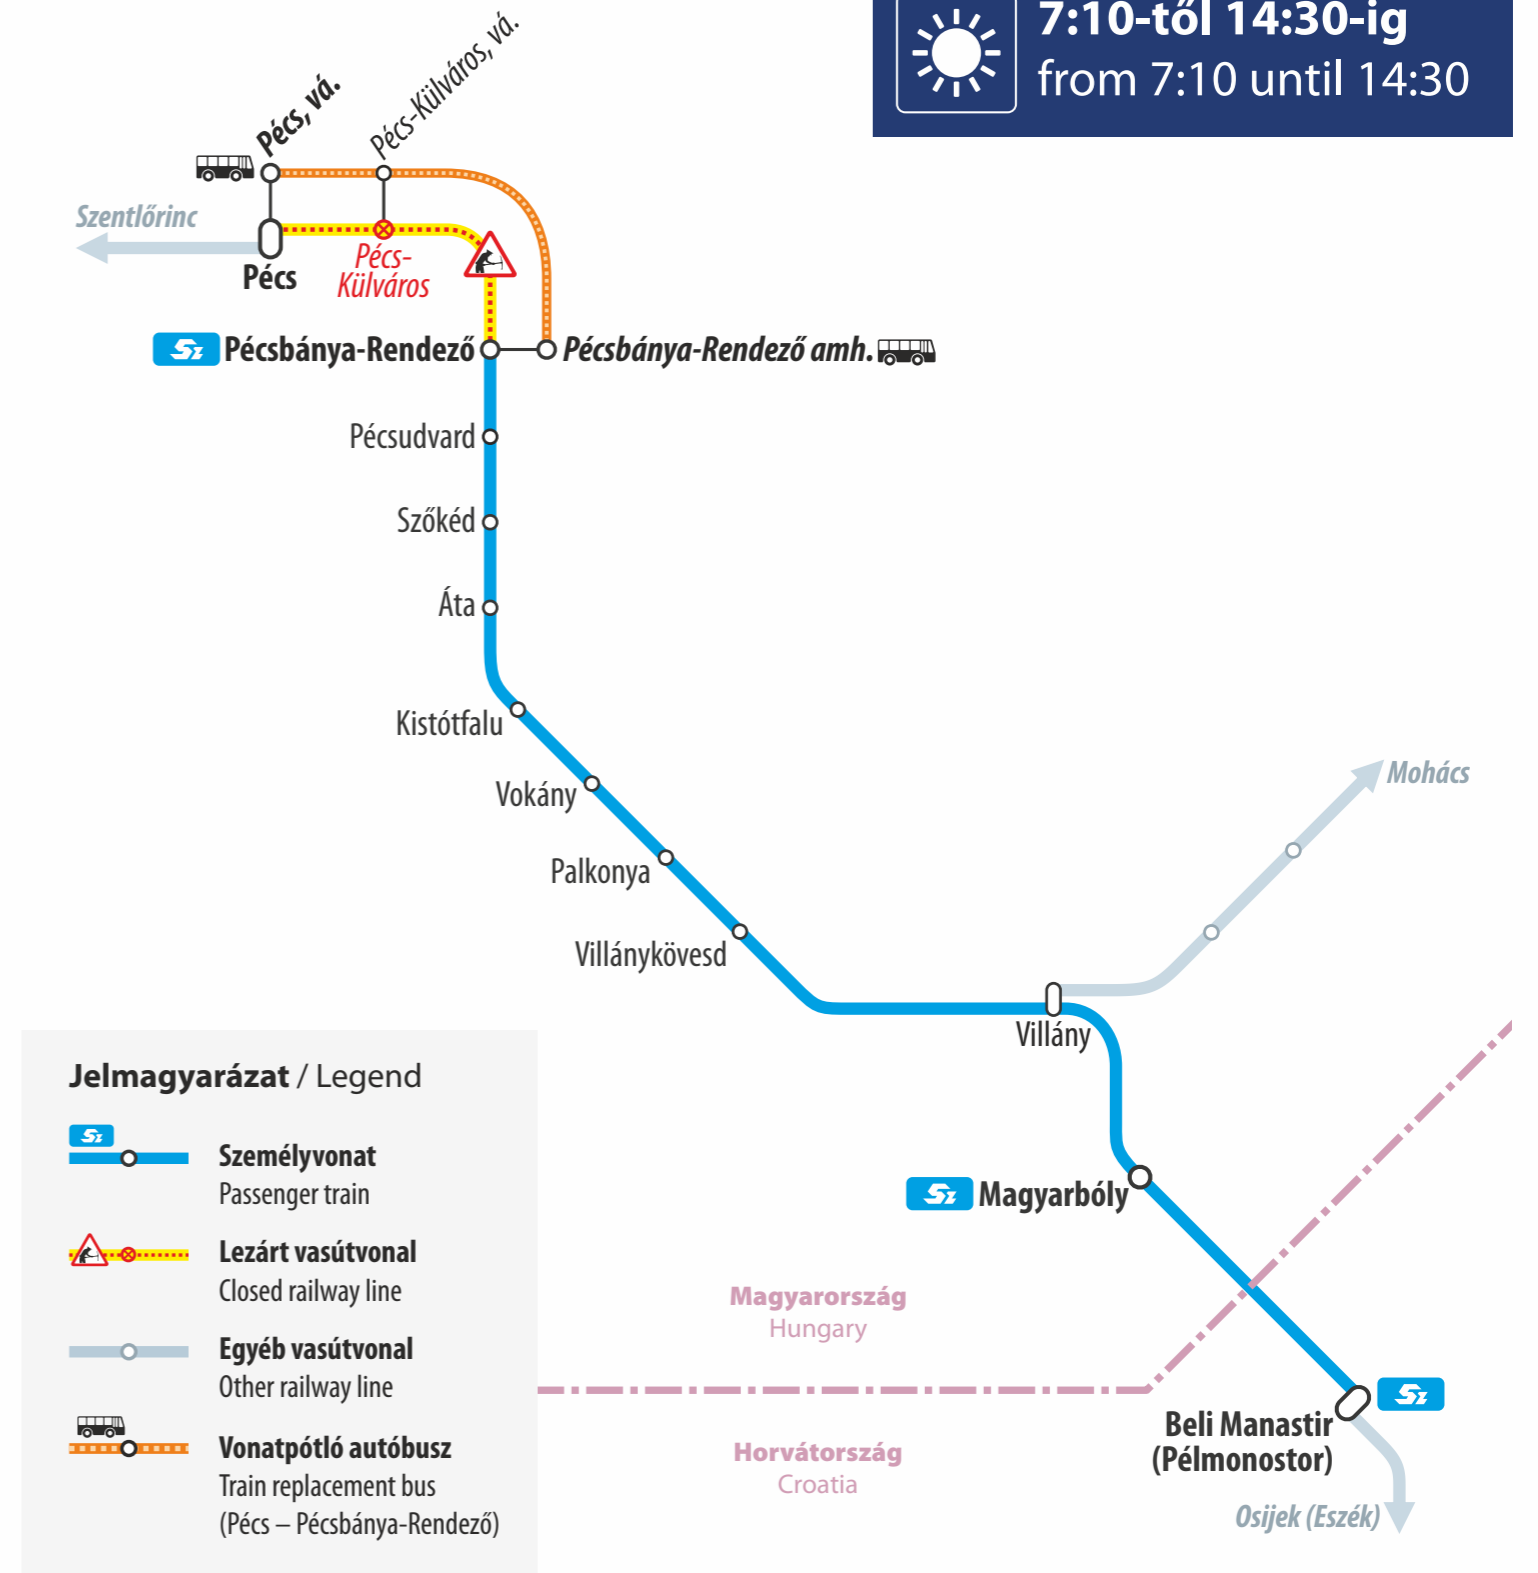 7:10-től 14:30-ig
from 7:10 until 14:30
Pécs, vá.
Pécs-Külváros, vá.
Szentlőrinc
Pécs
Pécs-
Külváros
Sz Pécsbánya-Rendező
Pécsbánya-Rendező amh.
Pécsudvard
Szőkéd
Áta
Kistótfalu
Vokány
Palkonya
Villánykövesd
Mohács
Villány
Sz Magyarbóly
Magyarország
Hungary
Horvátország
Croatia
Sz
Beli Manastir
(Pélmonostor)
Osijek (Eszék)
Jelmagyarázat / Legend
Sz
Személyvonat
Passenger train
Lezárt vasútvonal
Closed railway line
Egyéb vasútvonal
Other railway line
Vonatpótló autóbusz
Train replacement bus
(Pécs – Pécsbánya-Rendező)